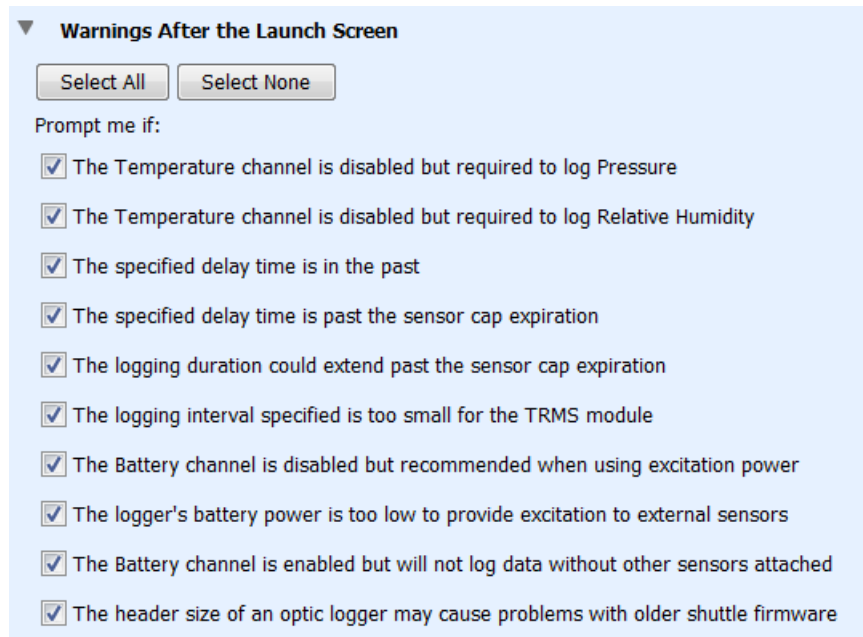 Warnings After the Launch Screen
Select All Select None
Prompt me if:
The Temperature channel is disabled but required to log Pressure
The Temperature channel is disabled but required to log Relative Humidity
The specified delay time is in the past
The specified delay time is past the sensor cap expiration
The logging duration could extend past the sensor cap expiration
The logging interval specified is too small for the TRMS module
The Battery channel is disabled but recommended when using excitation power
The logger's battery power is too low to provide excitation to external sensors
The Battery channel is enabled but will not log data without other sensors attached
The header size of an optic logger may cause problems with older shuttle firmware